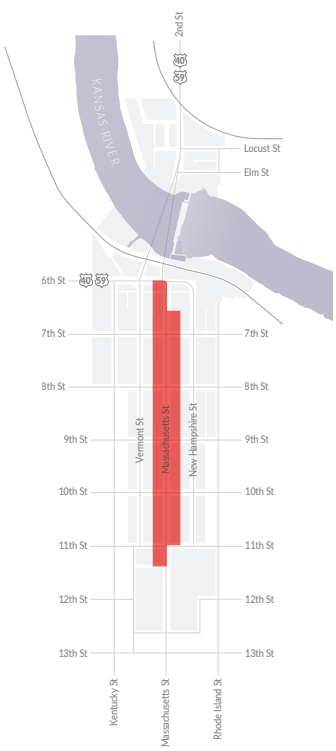 2nd St
40
59
KANSAS RIVER
Locust St
Elm St
6th St
40 59
7th St
7th St
8th St
8th St
Vermont St
Massachusetts St
New Hampshire St
9th St
9th St
10th St
10th St
11th St
11th St
12th St
12th St
13th St
13th St
Kentucky St
Massachusetts St
Rhode Island St